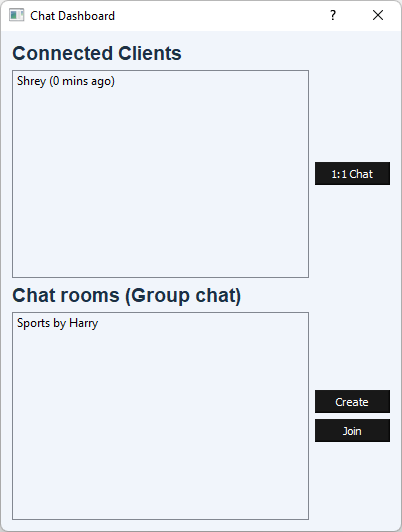 Chat Dashboard
?
Connected Clients
Shrey (0 mins ago)
1:1 Chat
Chat rooms (Group chat)
Sports by Harry
Create
Join